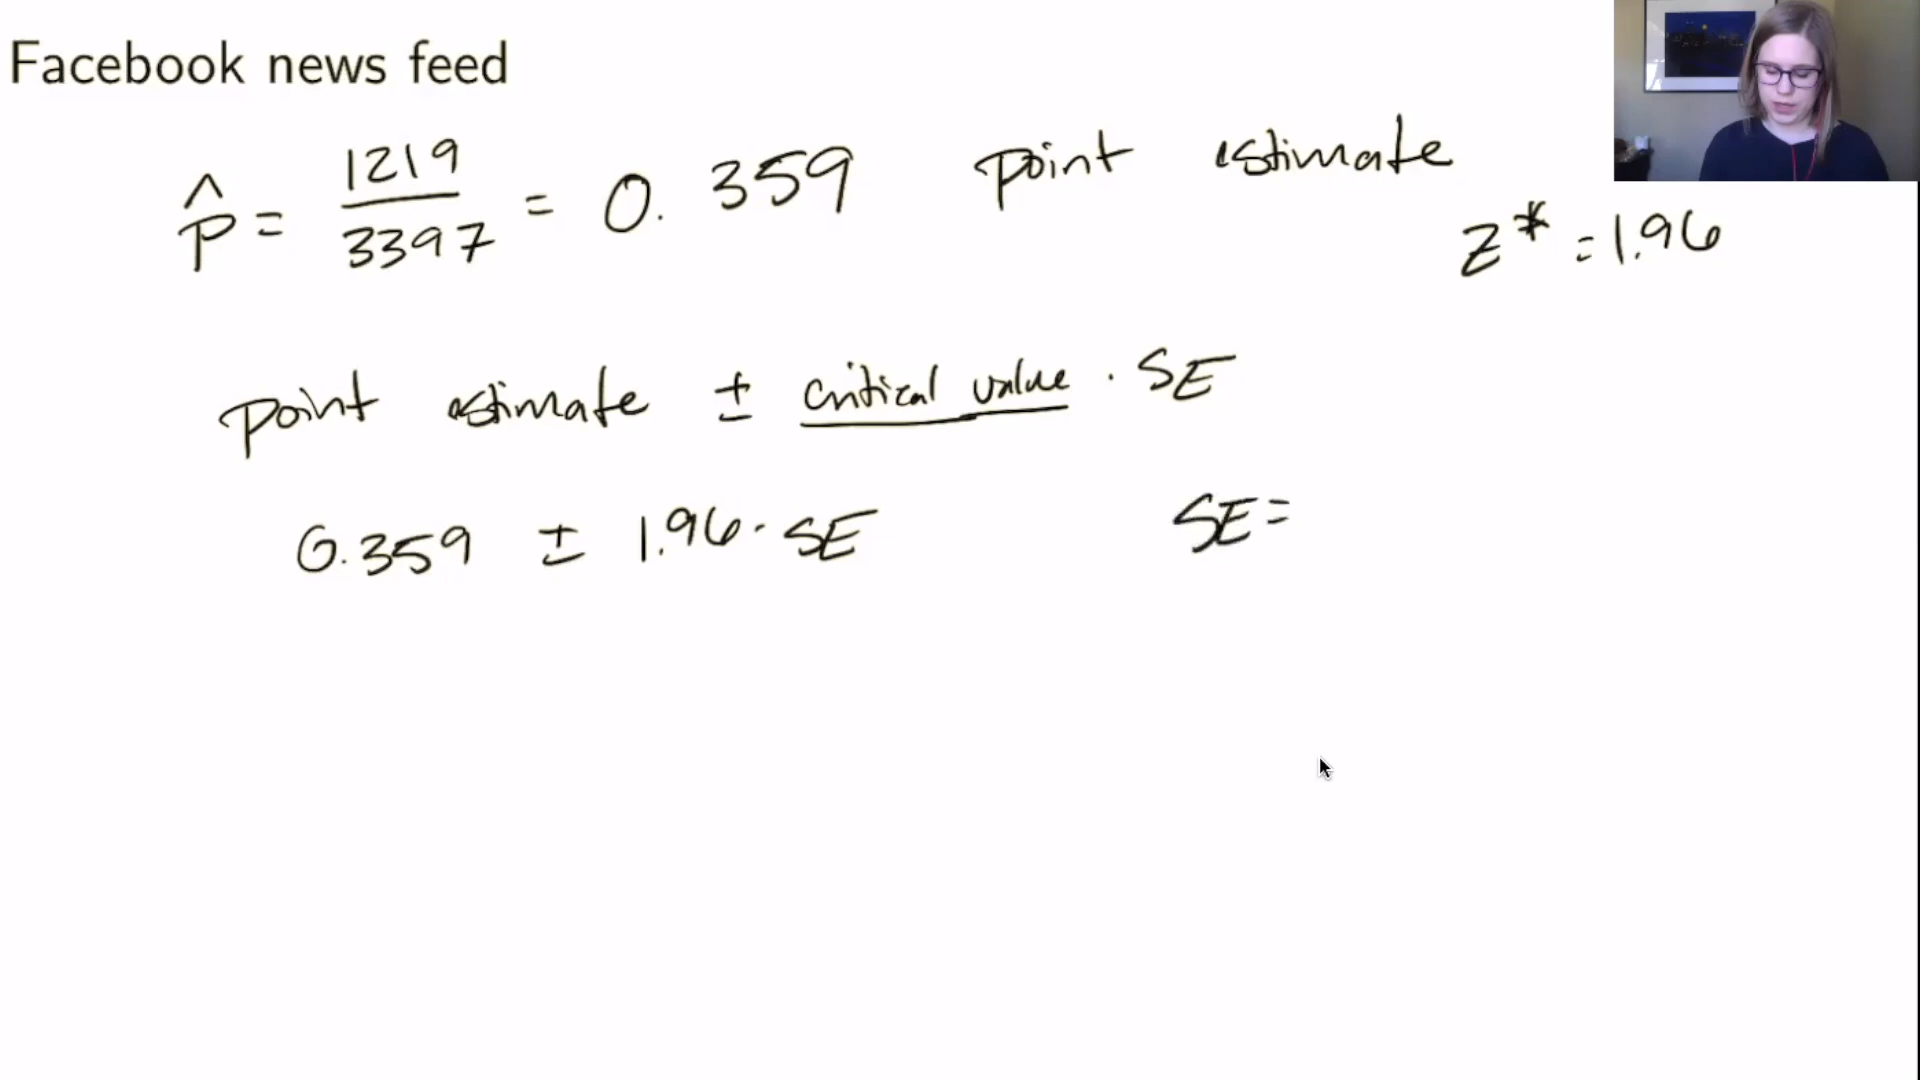 Facebook news feed
p̂ = 1219/3397 = 0.359 point estimate
z* = 1.96
point estimate ± critical value · SE
0.359 ± 1.96 · SE
SE =